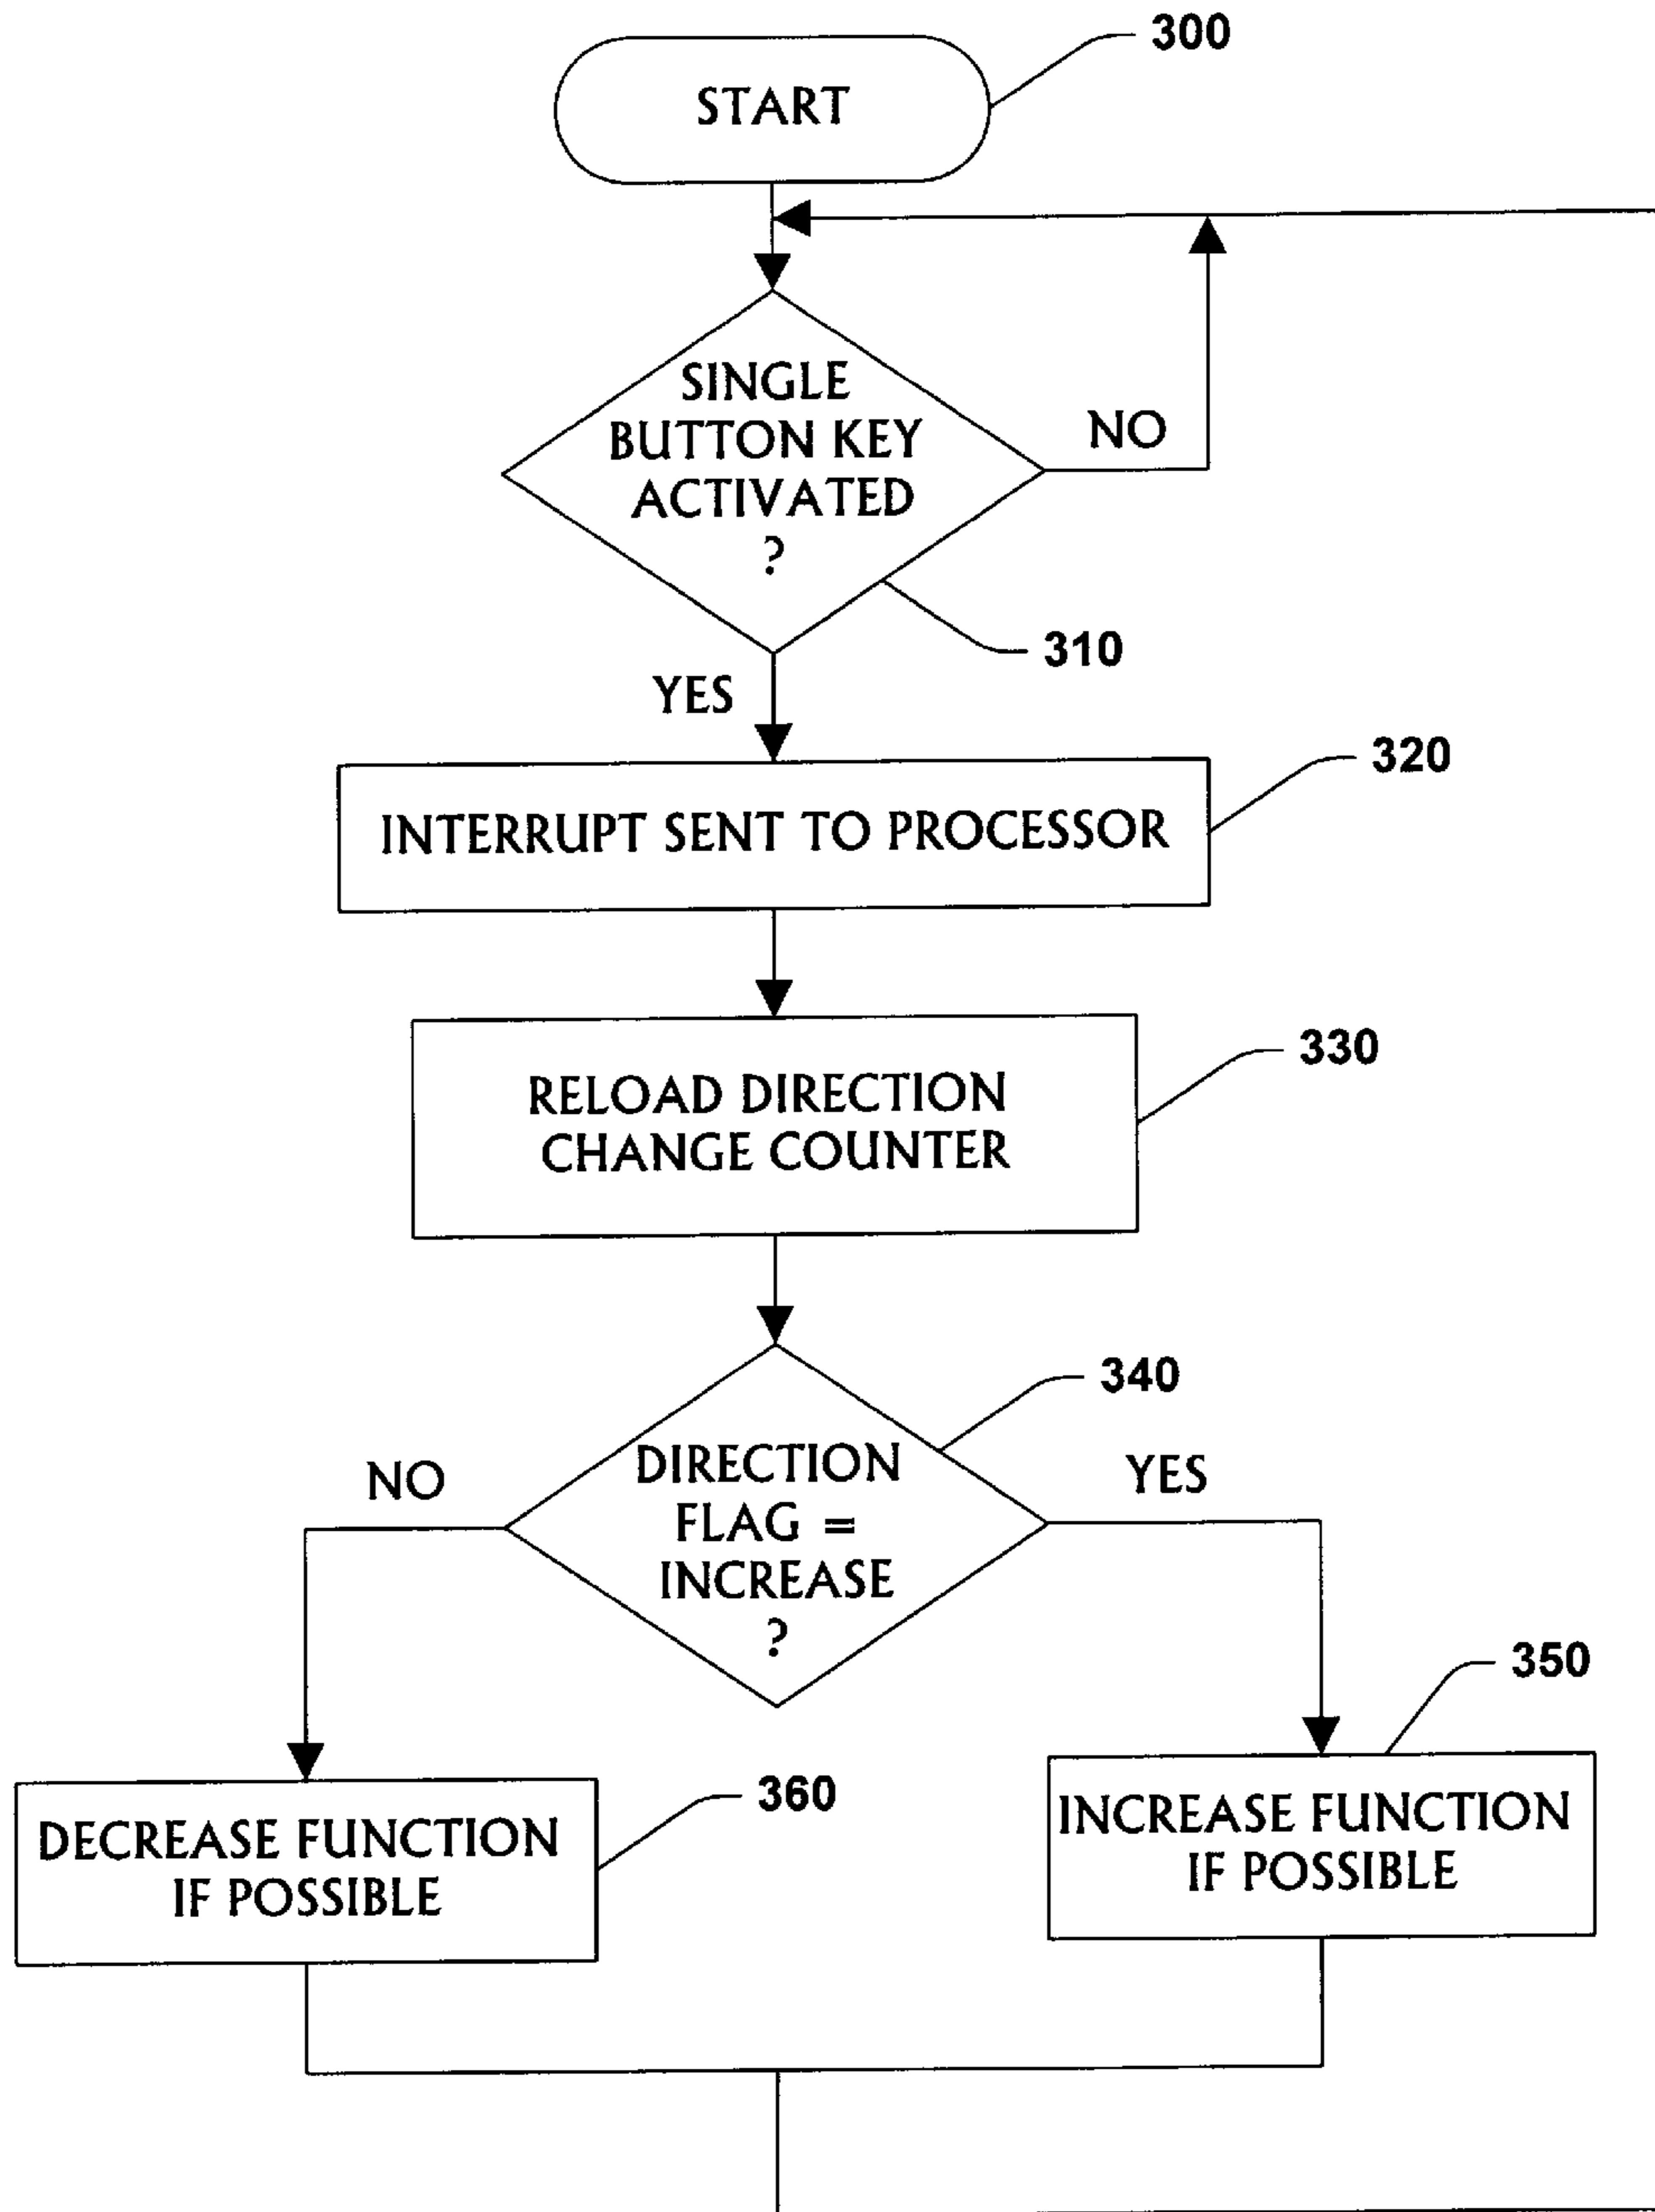 START
300
SINGLE
BUTTON KEY
ACTIVATED
?
NO
310
YES
INTERRUPT SENT TO PROCESSOR
320
RELOAD DIRECTION
CHANGE COUNTER
330
340
DIRECTION
FLAG =
INCREASE
?
NO
YES
350
360
DECREASE FUNCTION
IF POSSIBLE
INCREASE FUNCTION
IF POSSIBLE